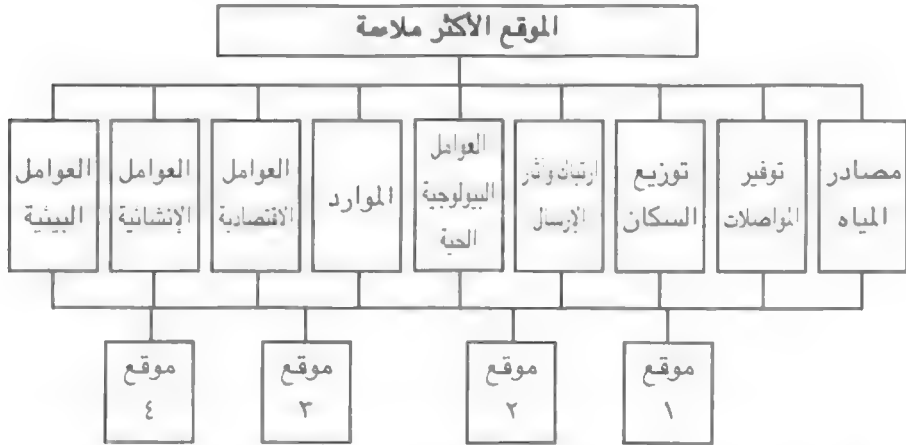 الموقع الأكثر ملاءمة
مصادر
المياه
توفير
المواصلات
توزيع
السكان
الإرسال
العوامل
البيولوجية
الحية
الموارد
العوامل
الاقتصادية
العوامل
الإنشائية
العوامل
البيئية
موقع
١
موقع
٢
موقع
٣
موقع
٤